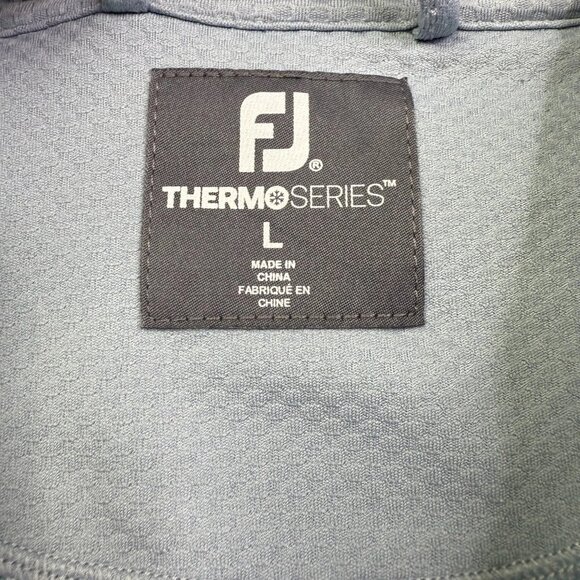 FJ®
THERMOSERIES™
L
MADE IN
CHINA
FABRIQUÉ EN
CHINE